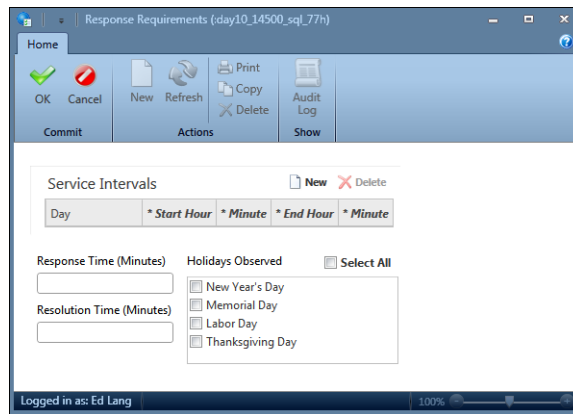 Response Requirements (:day10_14500_sql_77h)
Home
OK Cancel New Refresh Print Copy Delete Audit Log
Commit Actions Show
Service Intervals New Delete
Day * Start Hour * Minute * End Hour * Minute
Response Time (Minutes) Holidays Observed Select All
New Year's Day
Memorial Day
Resolution Time (Minutes)
Labor Day
Thanksgiving Day
Logged in as: Ed Lang 100%